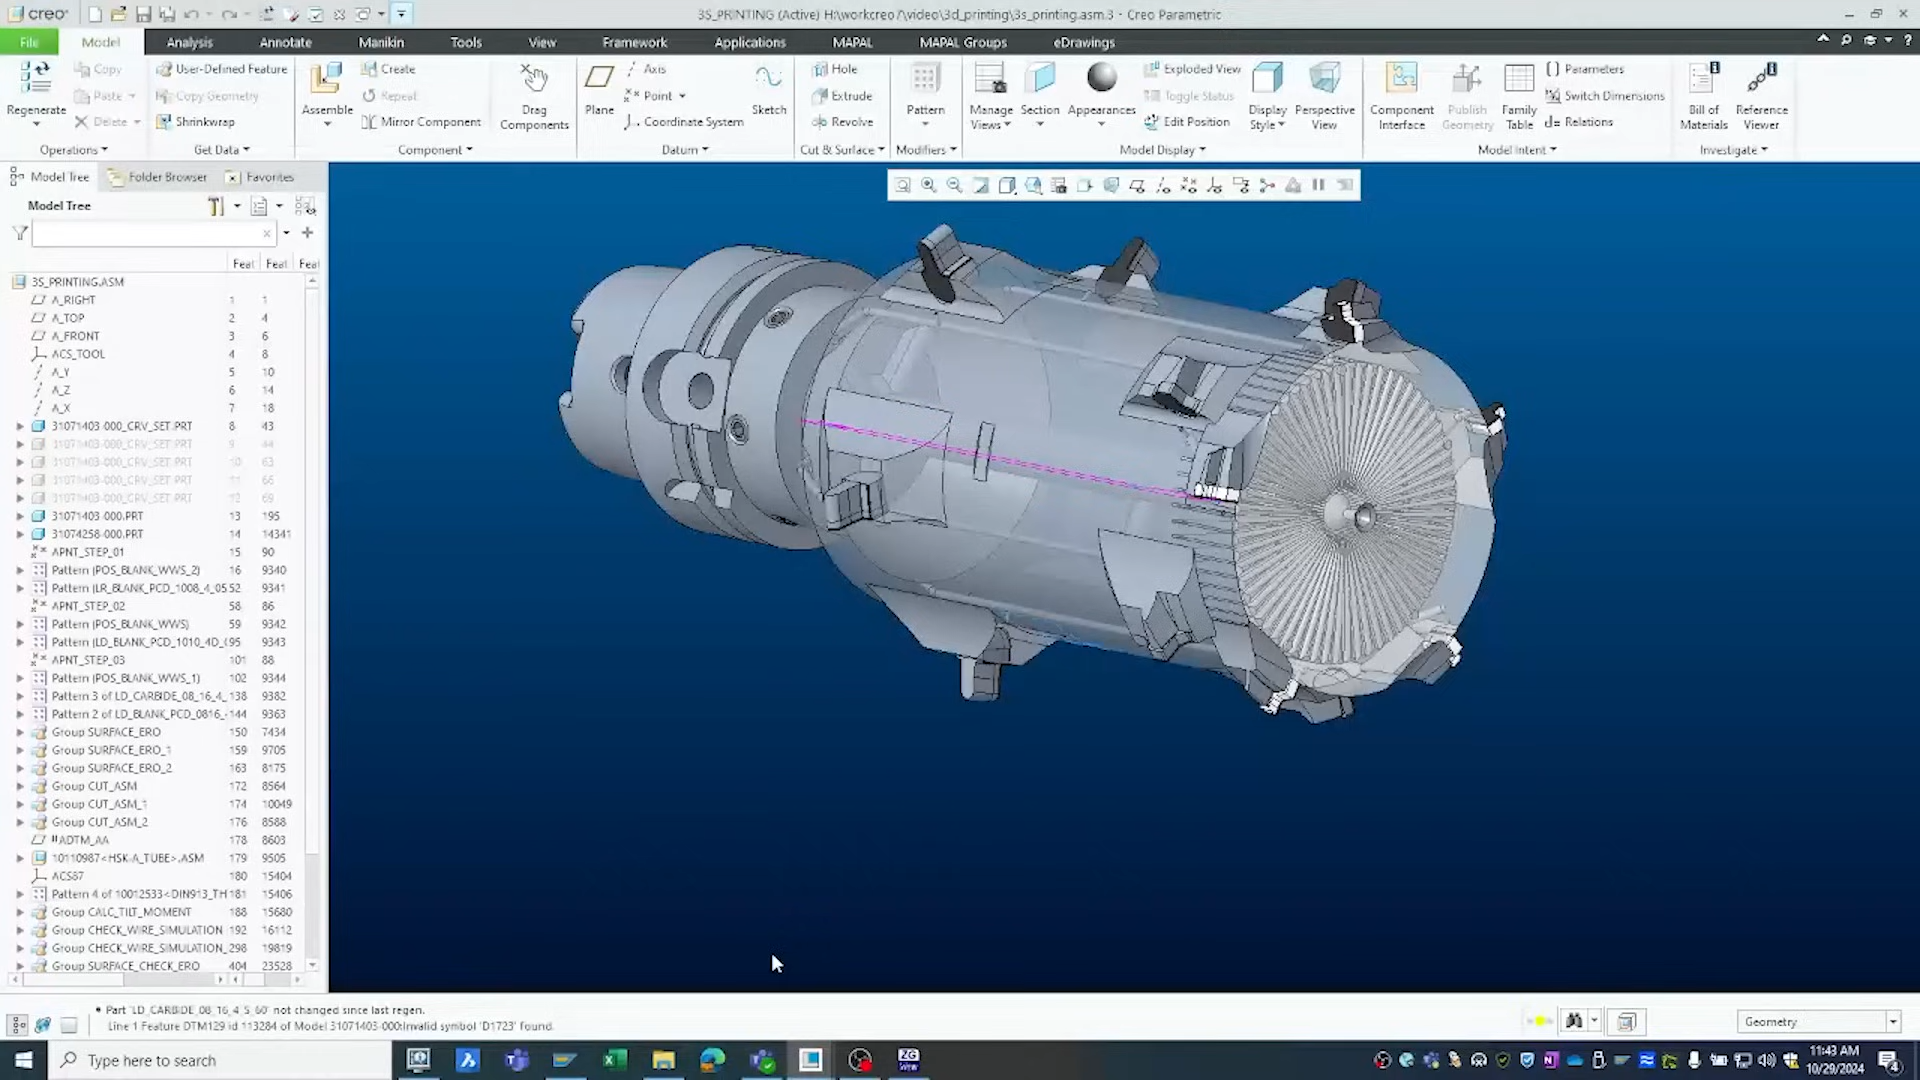 creo
3S_PRINTING (Active) H:\workcreo7\video\3d_printing\3s_printing.asm.3 - Creo Parametric
File Model Analysis Annotate Manikin Tools View Framework Applications MAPAL MAPAL Groups eDrawings
Regenerate
Copy
Paste
Delete
Operations
User-Defined Feature
Copy Geometry
Shrinkwrap
Get Data
Assemble
Create
Repeat
Mirror Component
Component
Drag Components
Plane
Axis
Point
Coordinate System
Sketch
Datum
Hole
Extrude
Revolve
Cut & Surface
Pattern
Modifiers
Manage Views
Section
Appearances
Exploded View
Toggle Status
Edit Position
Display Style
Perspective View
Model Display
Component Interface
Publish Geometry
Family Table
Parameters
Switch Dimensions
d= Relations
Model Intent
Bill of Materials
Reference Viewer
Investigate
Model Tree Folder Browser Favorites
Model Tree
Feat Feat Feat
3S_PRINTING.ASM
A_RIGHT 1 1
A_TOP 2 4
A_FRONT 3 6
ACS_TOOL 4 8
A_Y 5 10
A_Z 6 14
A_X 7 18
31071403-000_CRV_SET.PRT 8 43
31071403-000_CRV_SET.PRT 9 44
31071403-000_CRV_SET.PRT 10 63
31071403-000_CRV_SET.PRT 11 66
31071403-000_CRV_SET.PRT 12 69
31071403-000.PRT 13 195
31074258-000.PRT 14 14341
APNT_STEP_01 15 90
Pattern (POS_BLANK_WWS_2) 16 9340
Pattern (LR_BLANK_PCD_1008_4_05 52 9341
APNT_STEP_02 58 86
Pattern (POS_BLANK_WWS) 59 9342
Pattern (LD_BLANK_PCD_1010_4D_( 95 9343
APNT_STEP_03 101 88
Pattern (POS_BLANK_WWS_1) 102 9344
Pattern 3 of LD_CARBIDE_08_16_4_ 138 9382
Pattern 2 of LD_BLANK_PCD_0816_ 144 9363
Group SURFACE_ERO 150 7434
Group SURFACE_ERO_1 159 9705
Group SURFACE_ERO_2 163 8175
Group CUT_ASM 172 8564
Group CUT_ASM_1 174 10049
Group CUT_ASM_2 176 8588
ADTM_AA 178 8603
10110987<HSK-A_TUBE>.ASM 179 9505
ACS87 180 15404
Pattern 4 of 10012533<DIN913_TH 181 15406
Group CALC_TILT_MOMENT 188 15680
Group CHECK_WIRE_SIMULATION 192 16112
Group CHECK_WIRE_SIMULATION_ 298 19819
Group SURFACE_CHECK_ERO 404 23528
• Part 'LD_CARBIDE_08_16_4_5_60' not changed since last regen.
Line 1 Feature DTM129 id 113284 of Model 31071403-000:Invalid symbol 'D1723' found.
Geometry
Type here to search
ZG
View
11:43 AM
10/29/2024
4